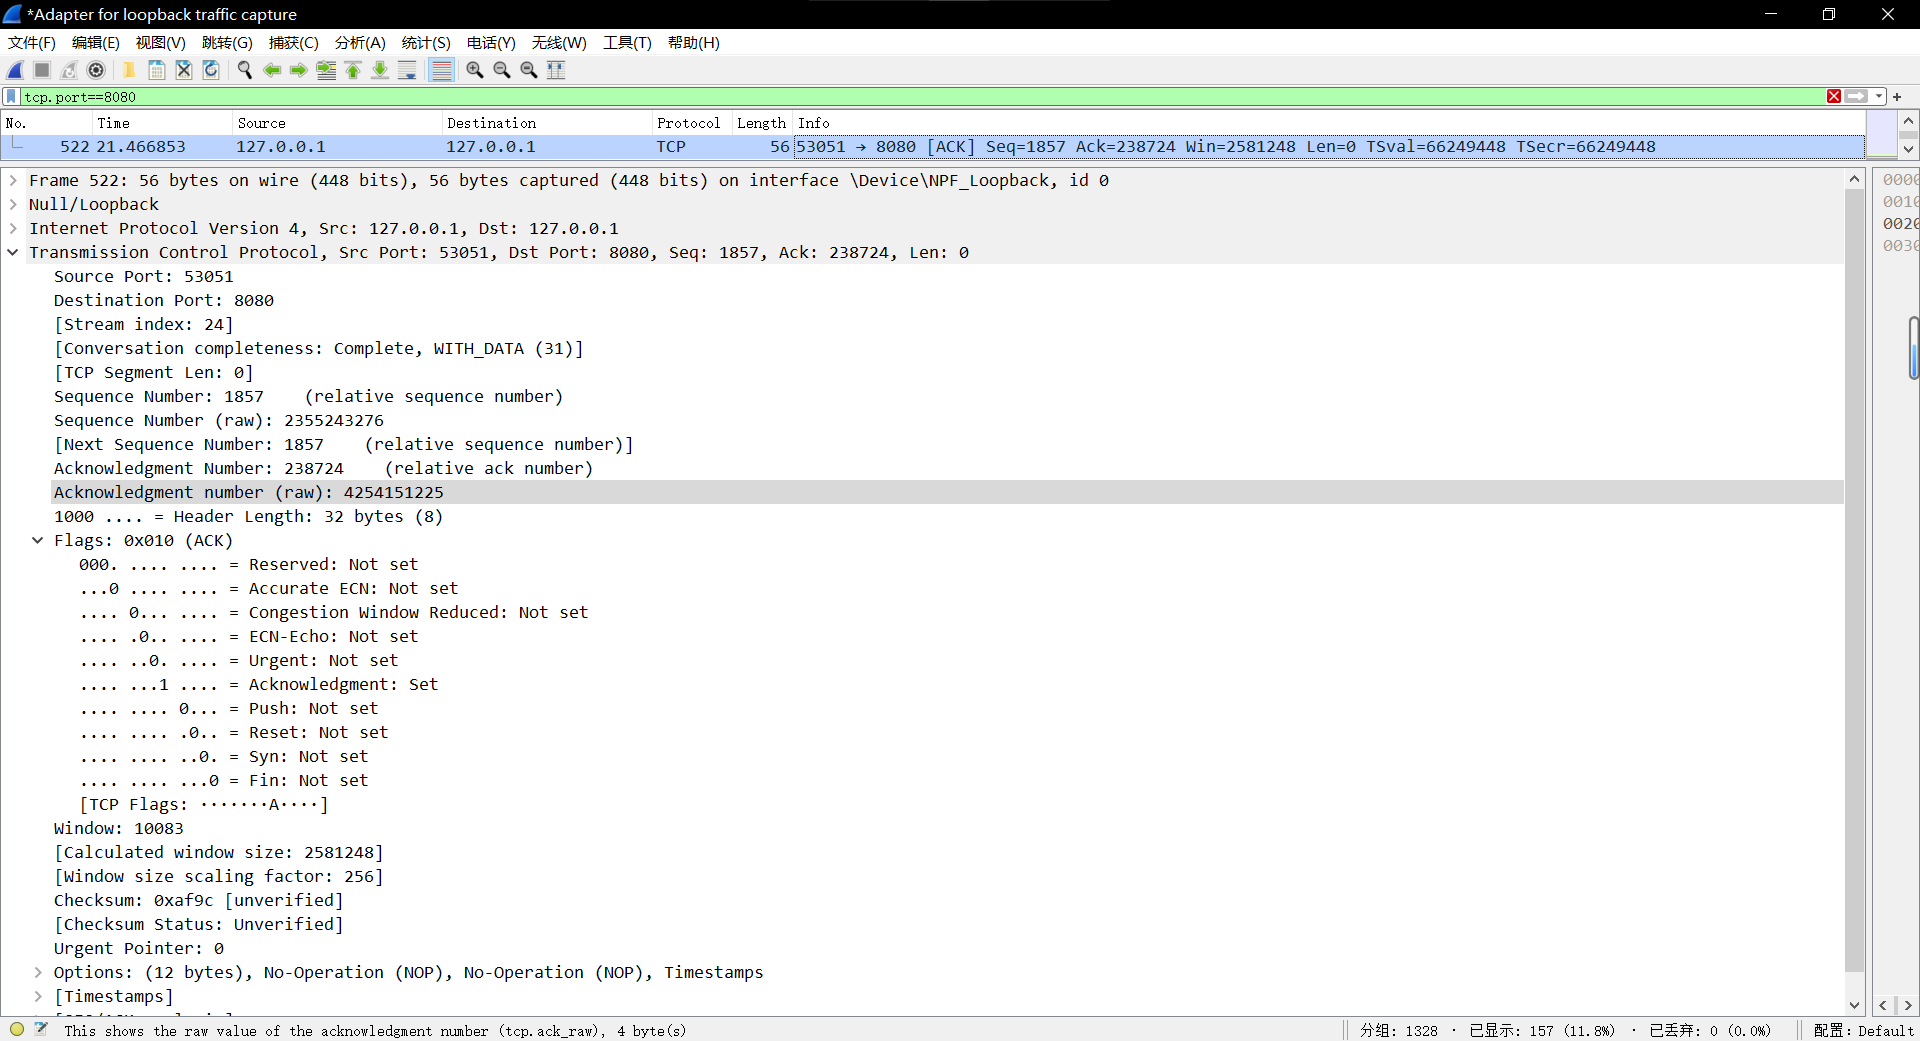 *Adapter for loopback traffic capture
文件(F) 编辑(E) 视图(V) 跳转(G) 捕获(C) 分析(A) 统计(S) 电话(Y) 无线(W) 工具(T) 帮助(H)
tcp.port==8080
No. Time Source Destination Protocol Length Info
522 21.466853 127.0.0.1 127.0.0.1 TCP 56 53051 → 8080 [ACK] Seq=1857 Ack=238724 Win=2581248 Len=0 TSval=66249448 TSecr=66249448
Frame 522: 56 bytes on wire (448 bits), 56 bytes captured (448 bits) on interface \Device\NPF_Loopback, id 0
Null/Loopback
Internet Protocol Version 4, Src: 127.0.0.1, Dst: 127.0.0.1
Transmission Control Protocol, Src Port: 53051, Dst Port: 8080, Seq: 1857, Ack: 238724, Len: 0
Source Port: 53051
Destination Port: 8080
[Stream index: 24]
[Conversation completeness: Complete, WITH_DATA (31)]
[TCP Segment Len: 0]
Sequence Number: 1857    (relative sequence number)
Sequence Number (raw): 2355243276
[Next Sequence Number: 1857    (relative sequence number)]
Acknowledgment Number: 238724    (relative ack number)
Acknowledgment number (raw): 4254151225
1000 .... = Header Length: 32 bytes (8)
Flags: 0x010 (ACK)
000. .... .... = Reserved: Not set
...0 .... .... = Accurate ECN: Not set
.... 0... .... = Congestion Window Reduced: Not set
.... .0.. .... = ECN-Echo: Not set
.... ..0. .... = Urgent: Not set
.... ...1 .... = Acknowledgment: Set
.... .... 0... = Push: Not set
.... .... .0.. = Reset: Not set
.... .... ..0. = Syn: Not set
.... .... ...0 = Fin: Not set
[TCP Flags: ·······A····]
Window: 10083
[Calculated window size: 2581248]
[Window size scaling factor: 256]
Checksum: 0xaf9c [unverified]
[Checksum Status: Unverified]
Urgent Pointer: 0
Options: (12 bytes), No-Operation (NOP), No-Operation (NOP), Timestamps
[Timestamps]
0000
0010
0020
0030
This shows the raw value of the acknowledgment number (tcp.ack_raw), 4 byte(s)
分组: 1328 · 已显示: 157 (11.8%) · 已丢弃: 0 (0.0%)
配置: Default